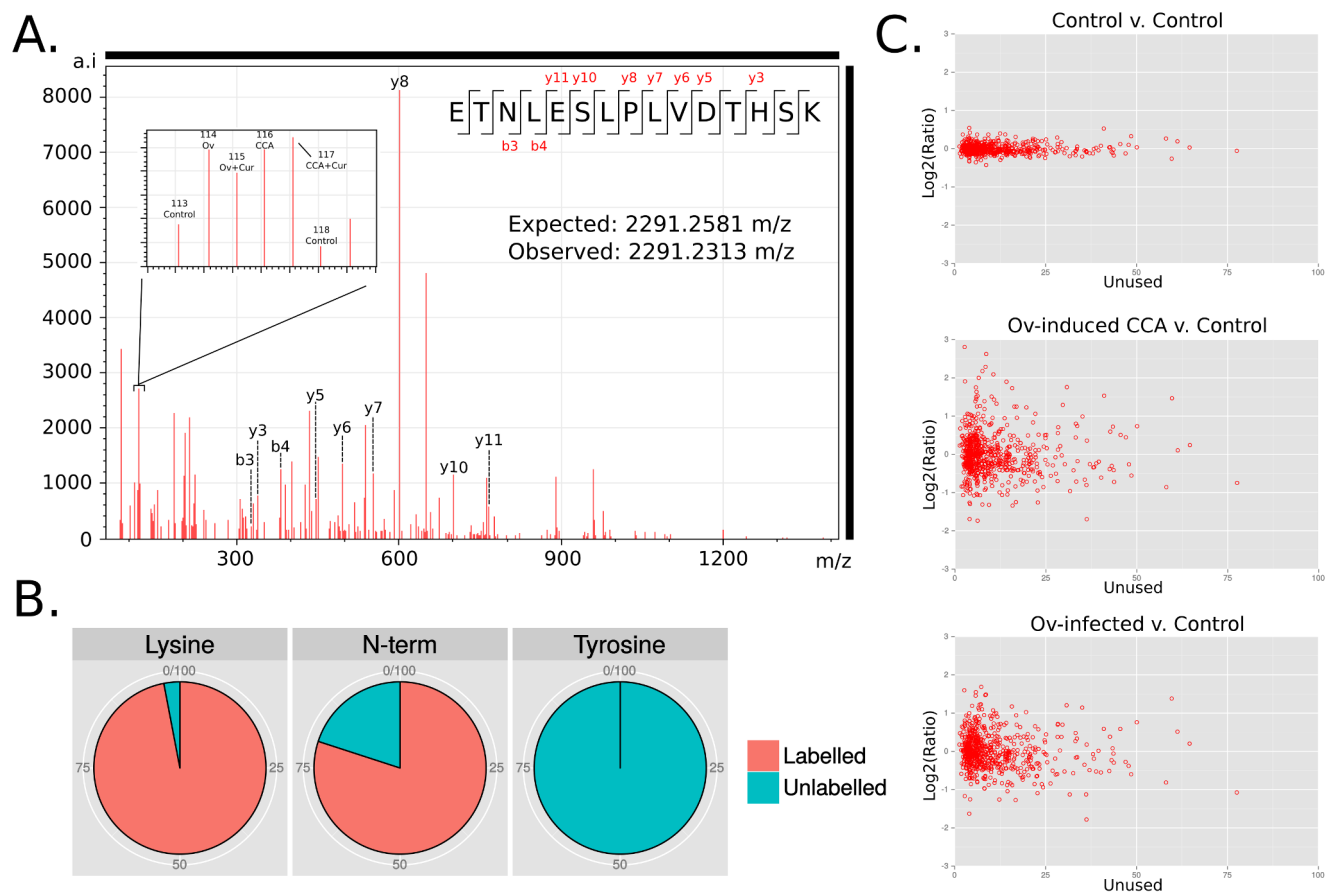 A.
a.i
8000
7000
6000
5000
4000
3000
2000
1000
0
300
600
900
1200
m/z
y8
y11 y10 y8 y7 y6 y5 y3
ETNLESLPLVDTHSK
b3 b4
Expected: 2291.2581 m/z
Observed: 2291.2313 m/z
113
Control
114
Ov
115
Ov+Cur
116
CCA
117
CCA+Cur
118
Control
b3
y3
b4
y5
y6
y7
y10
y11
B.
Lysine
0/100
25
50
75
N-term
0/100
25
50
75
Tyrosine
0/100
25
50
75
Labelled
Unlabelled
C.
Control v. Control
Log2(Ratio)
3
2
1
0
-1
-2
-3
0 25 50 75 100
Unused
Ov-induced CCA v. Control
Log2(Ratio)
3
2
1
0
-1
-2
-3
0 25 50 75 100
Unused
Ov-infected v. Control
Log2(Ratio)
3
2
1
0
-1
-2
-3
0 25 50 75 100
Unused